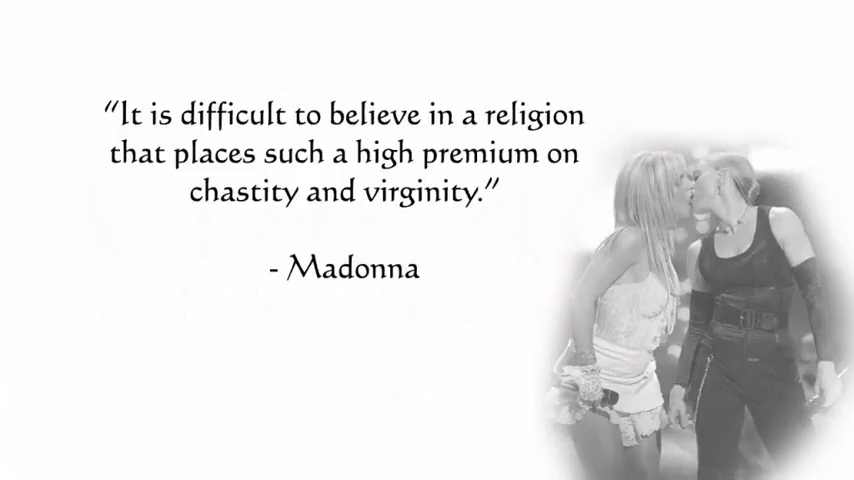 “It is difficult to believe in a religion
that places such a high premium on
chastity and virginity.”
- Madonna